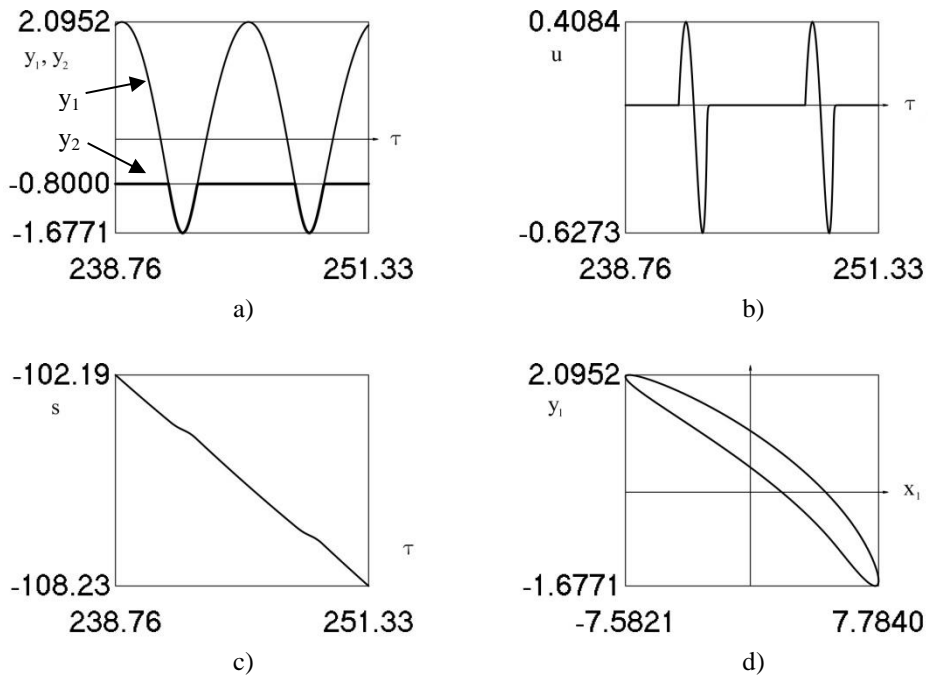 2.0952
y₁, y₂
y₁
τ
y₂
-0.8000
-1.6771
238.76 251.33
a)
0.4084
u
τ
-0.6273
238.76 251.33
b)
-102.19
s
τ
-108.23
238.76 251.33
c)
2.0952
y₁
x₁
-1.6771
-7.5821 7.7840
d)